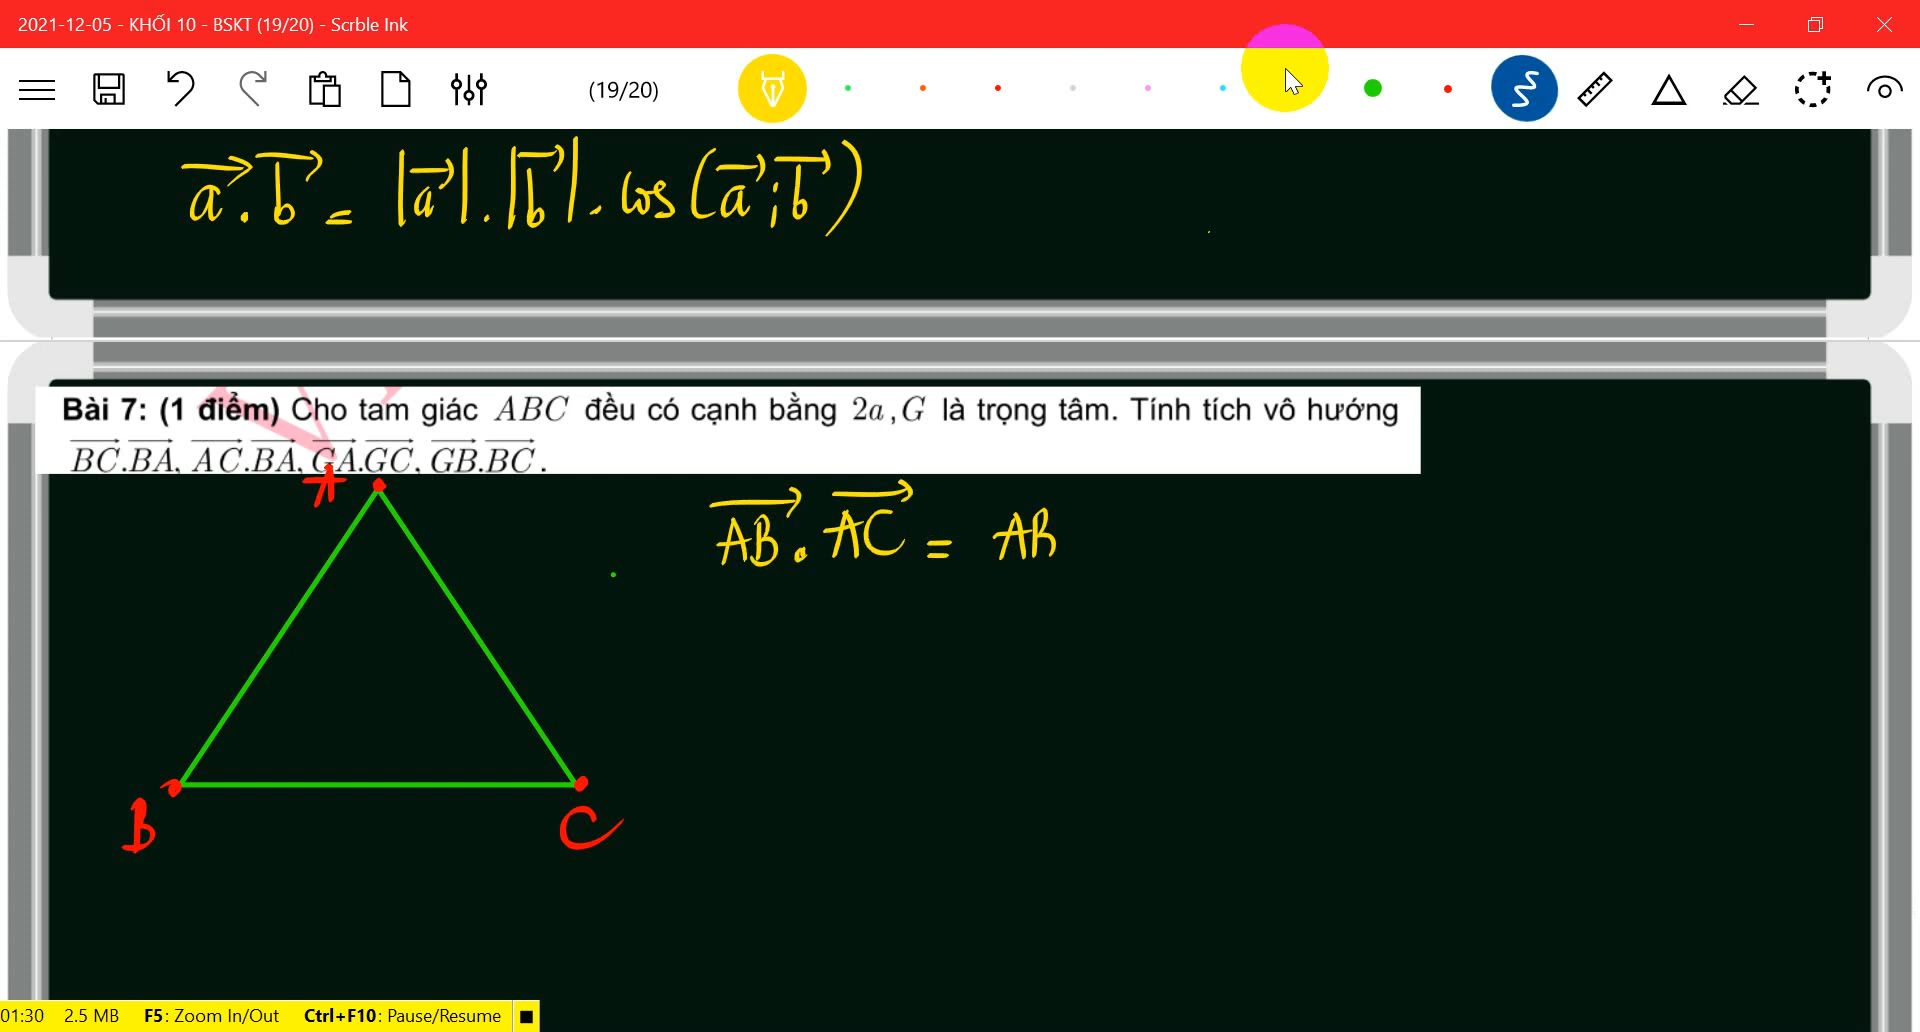 2021-12-05 - KHỐI 10 - BSKT (19/20) - Scrble Ink
(19/20)
a⃗.b⃗ = |a⃗|.|b⃗|.cos(a⃗;b⃗)
Bài 7: (1 điểm) Cho tam giác ABC đều có cạnh bằng 2a, G là trọng tâm. Tính tích vô hướng
BC.BA, AC.BA, GA.GC, GB.BC.
A
AB.AC = AB
B
C
01:30 2.5 MB F5: Zoom In/Out Ctrl+F10: Pause/Resume